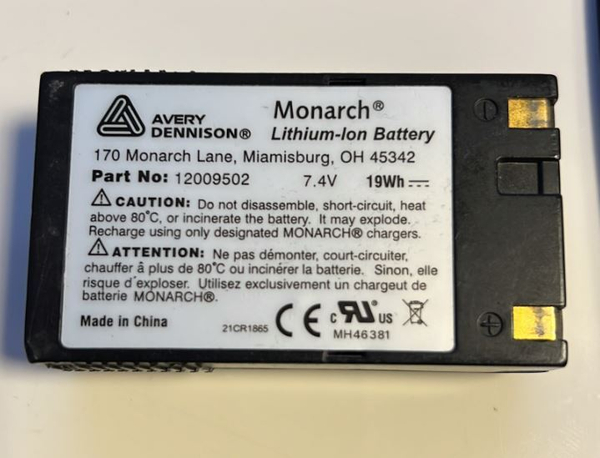 AVERY
DENNISON®
Monarch®
Lithium-Ion Battery
170 Monarch Lane, Miamisburg, OH 45342
Part No: 12009502 7.4V 19Wh
CAUTION: Do not disassemble, short-circuit, heat
above 80°C, or incinerate the battery. It may explode.
Recharge using only designated MONARCH® chargers.
ATTENTION: Ne pas démonter, court-circuiter,
chauffer à plus de 80°C ou incinérer la batterie. Sinon, elle
risque d'exploser. Utilisez exclusivement un chargeut de
batterie MONARCH®.
Made in China 21CR1865 CE c RU US
MH46381